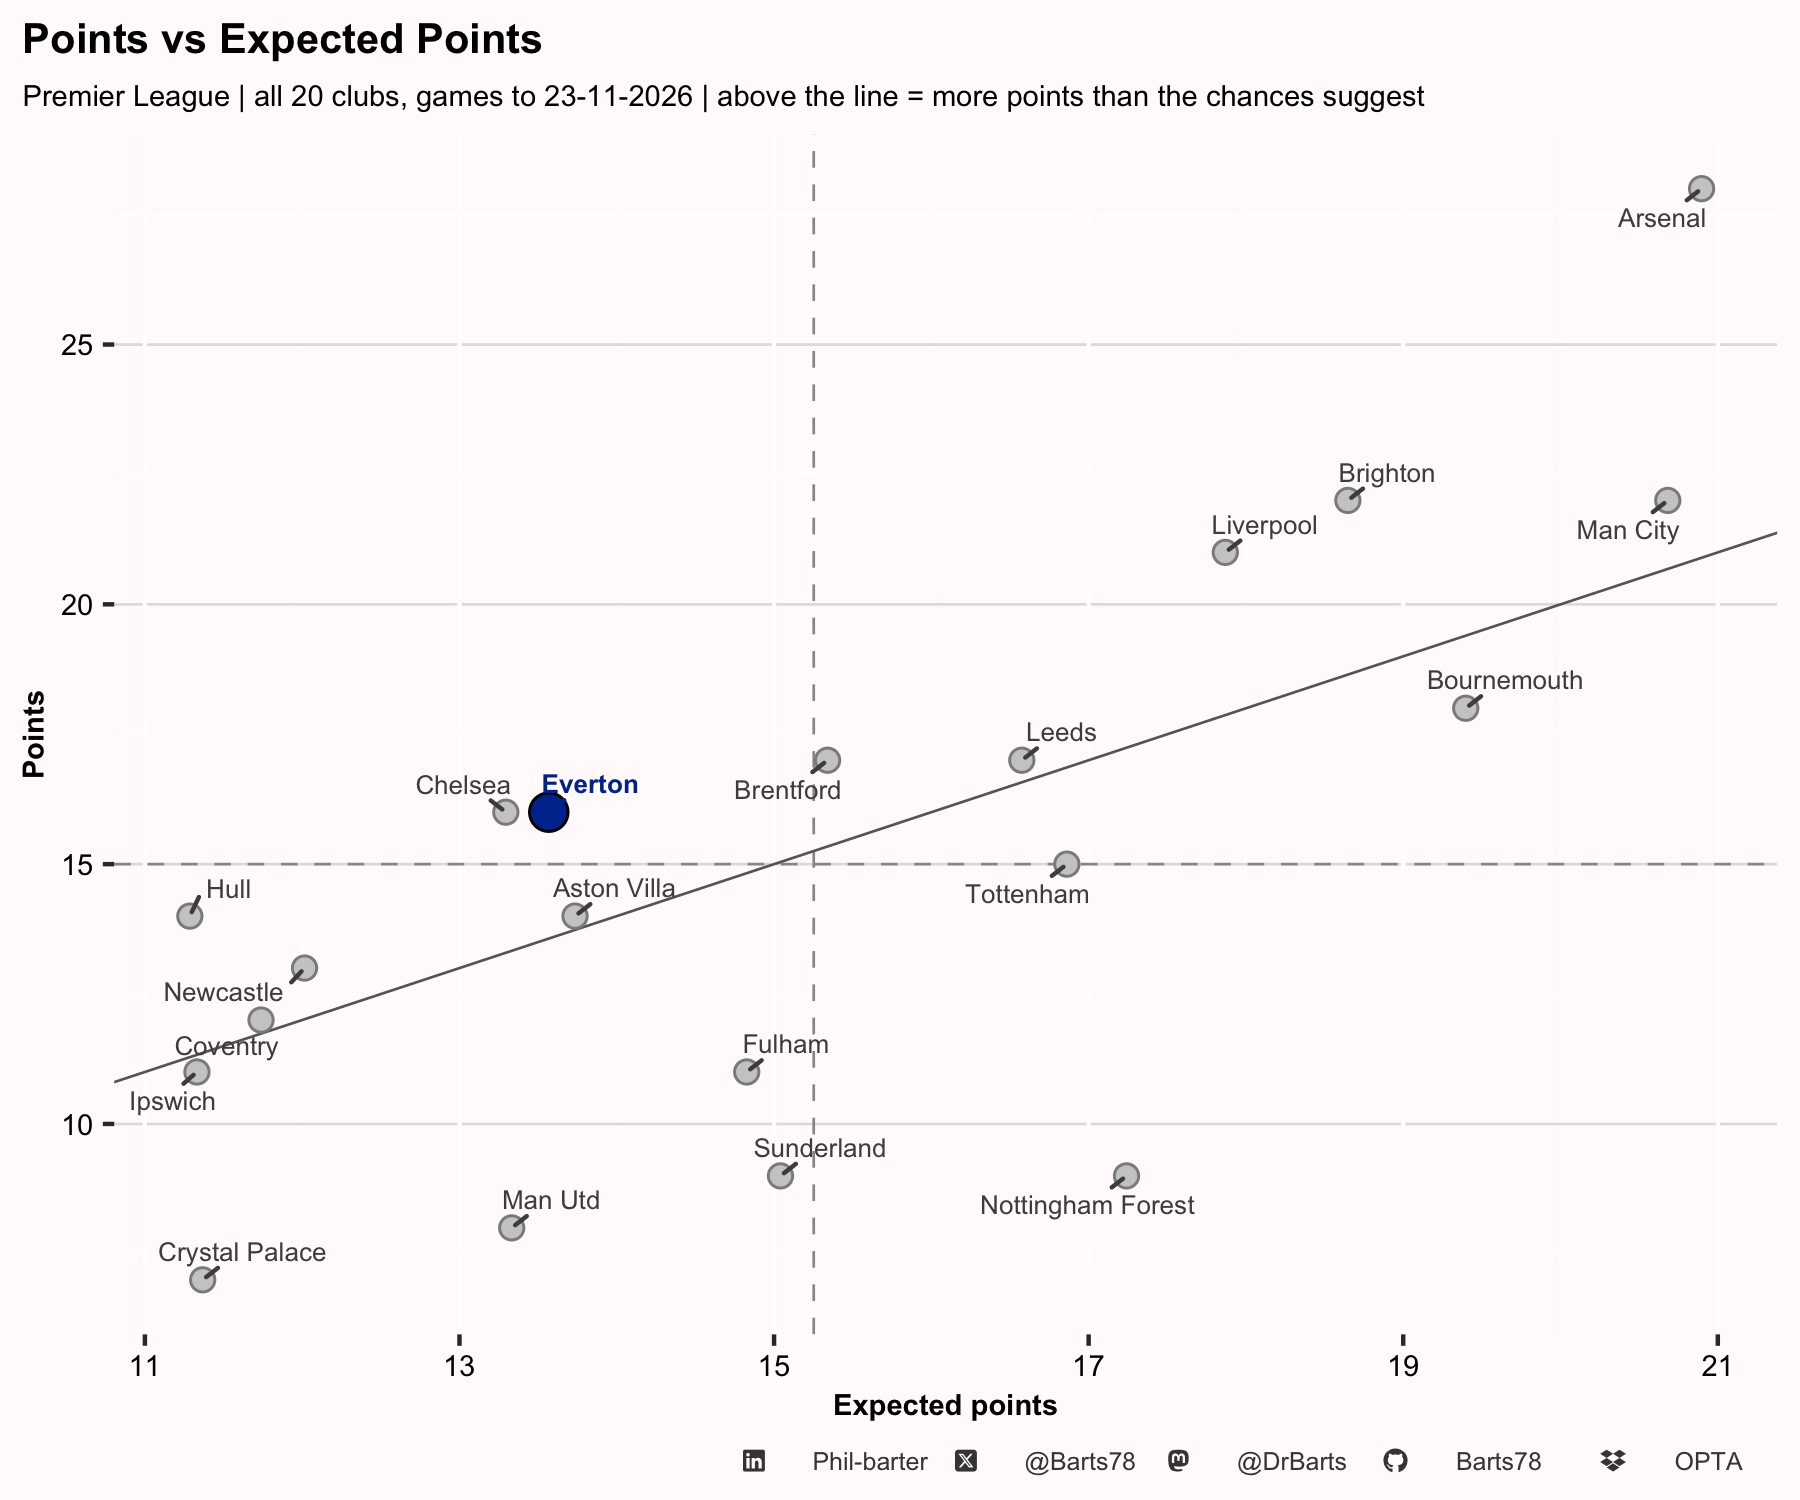 Points vs Expected Points
Premier League | all 20 clubs, games to 23-11-2026 | above the line = more points than the chances suggest
Arsenal
25
Brighton
Liverpool
Man City
20
Bournemouth
Leeds
Points
Chelsea
Everton
Brentford
15
Hull
Aston Villa
Tottenham
Newcastle
Coventry
Fulham
Ipswich
10
Sunderland
Man Utd
Nottingham Forest
Crystal Palace
11 13 15 17 19 21
Expected points
Phil-barter @Barts78 @DrBarts Barts78 OPTA